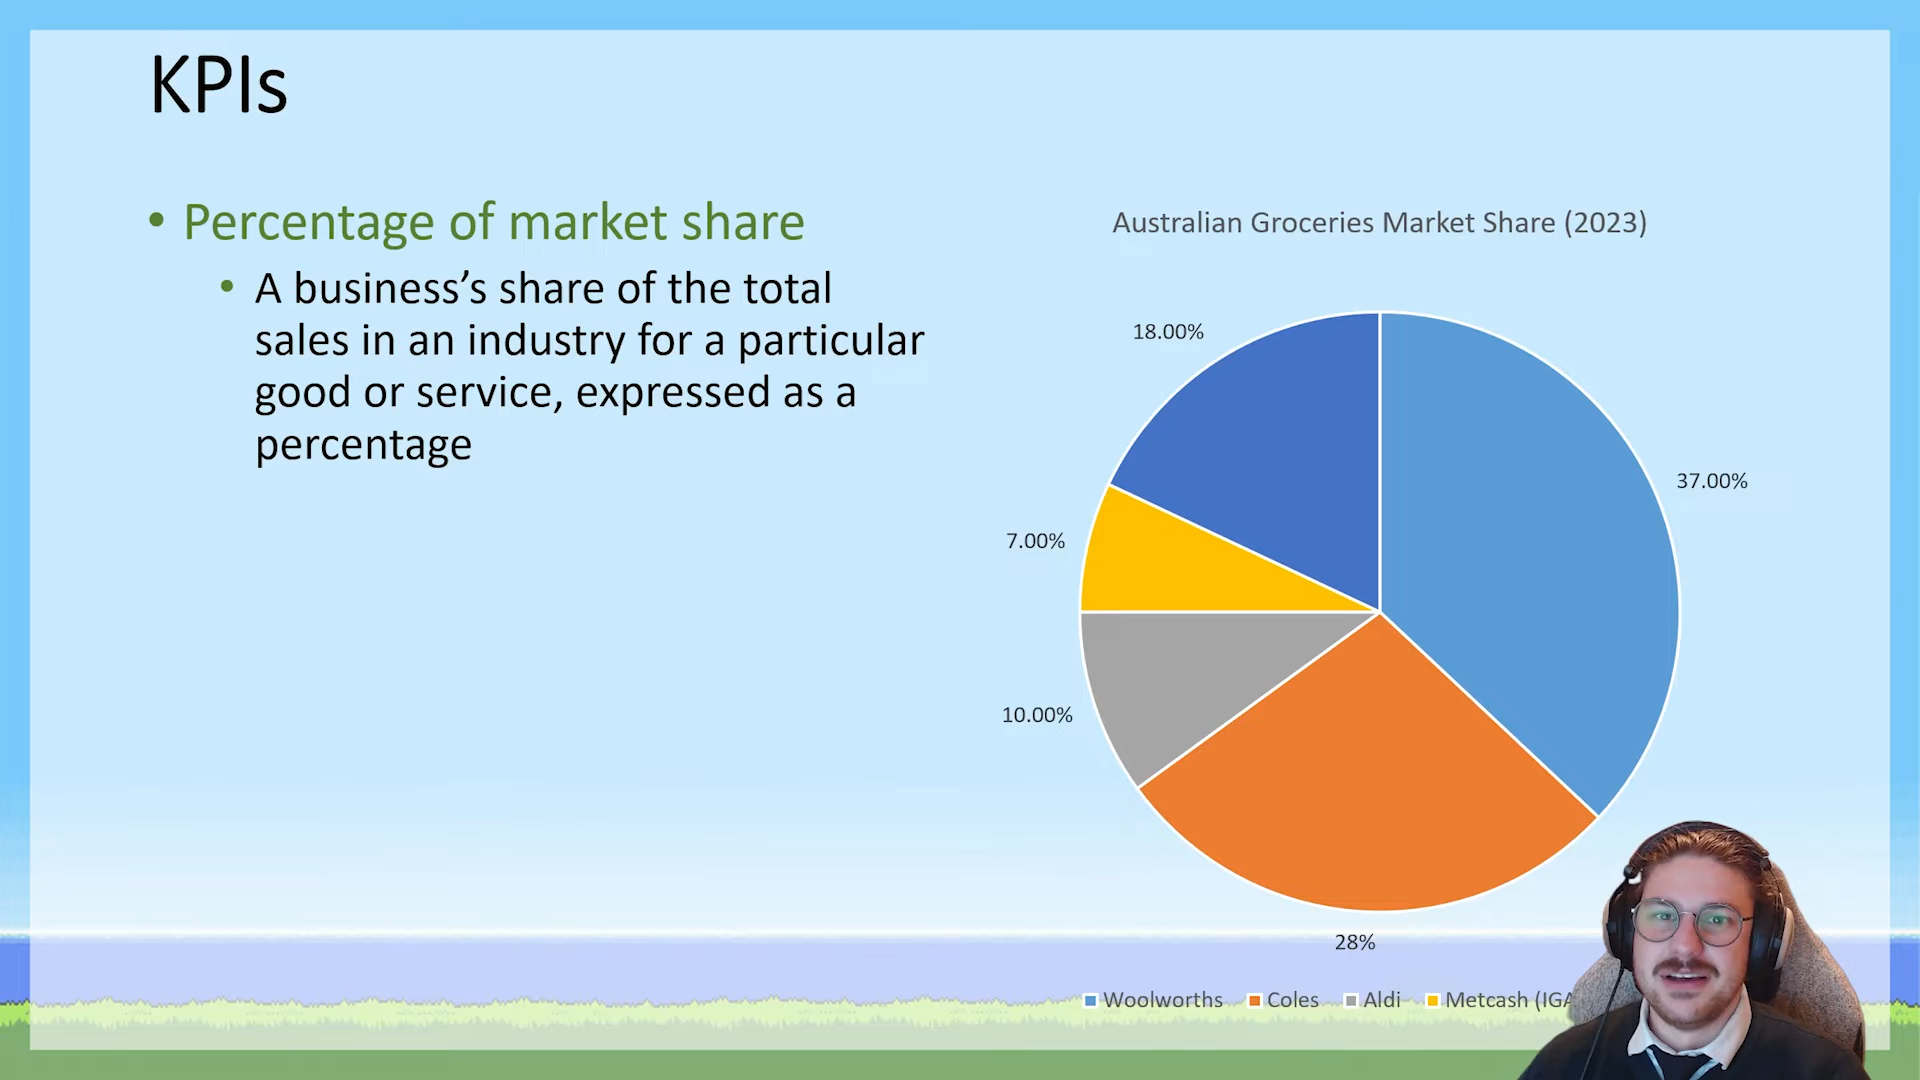 KPIs
• Percentage of market share
• A business’s share of the total
sales in an industry for a particular
good or service, expressed as a
percentage
Australian Groceries Market Share (2023)
18.00%
37.00%
7.00%
10.00%
28%
Woolworths Coles Aldi Metcash (IGA